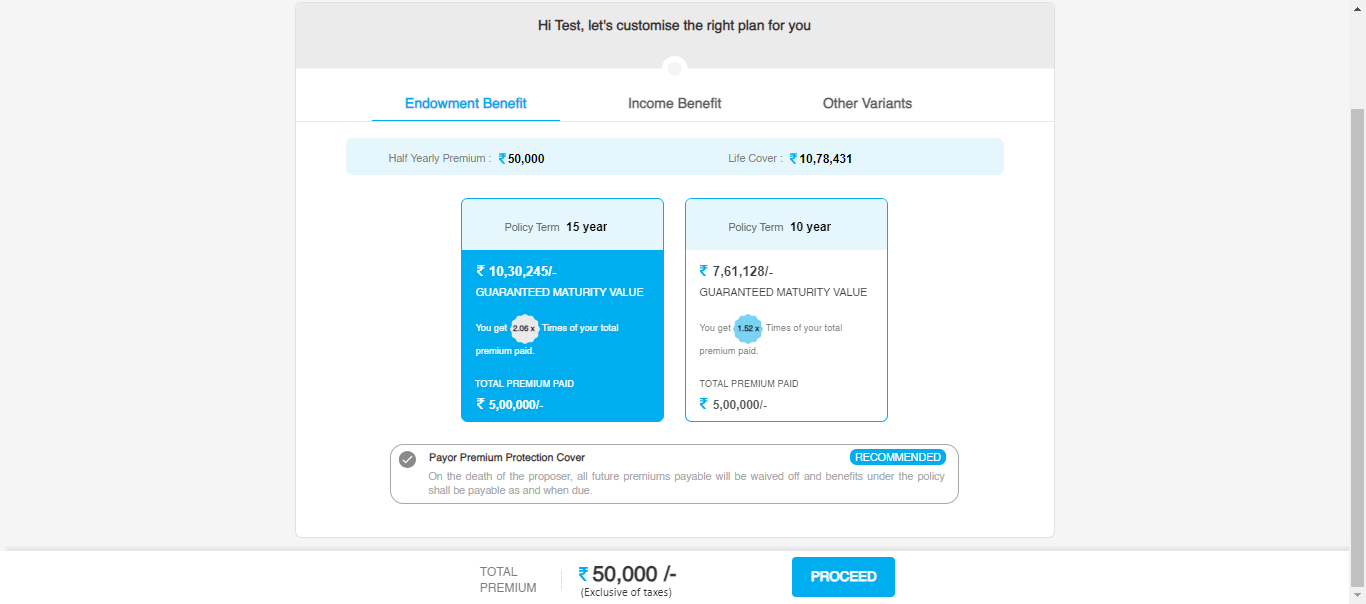 Hi Test, let's customise the right plan for you
Endowment Benefit Income Benefit Other Variants
Half Yearly Premium : ₹ 50,000 Life Cover : ₹ 10,78,431
Policy Term 15 year
₹ 10,30,245/-
GUARANTEED MATURITY VALUE
You get 2.06 x Times of your total
premium paid.
TOTAL PREMIUM PAID
₹ 5,00,000/-
Policy Term 10 year
₹ 7,61,128/-
GUARANTEED MATURITY VALUE
You get 1.52 x Times of your total
premium paid.
TOTAL PREMIUM PAID
₹ 5,00,000/-
Payor Premium Protection Cover RECOMMENDED
On the death of the proposer, all future premiums payable will be waived off and benefits under the policy
shall be payable as and when due.
TOTAL
PREMIUM
₹ 50,000 /-
(Exclusive of taxes)
PROCEED